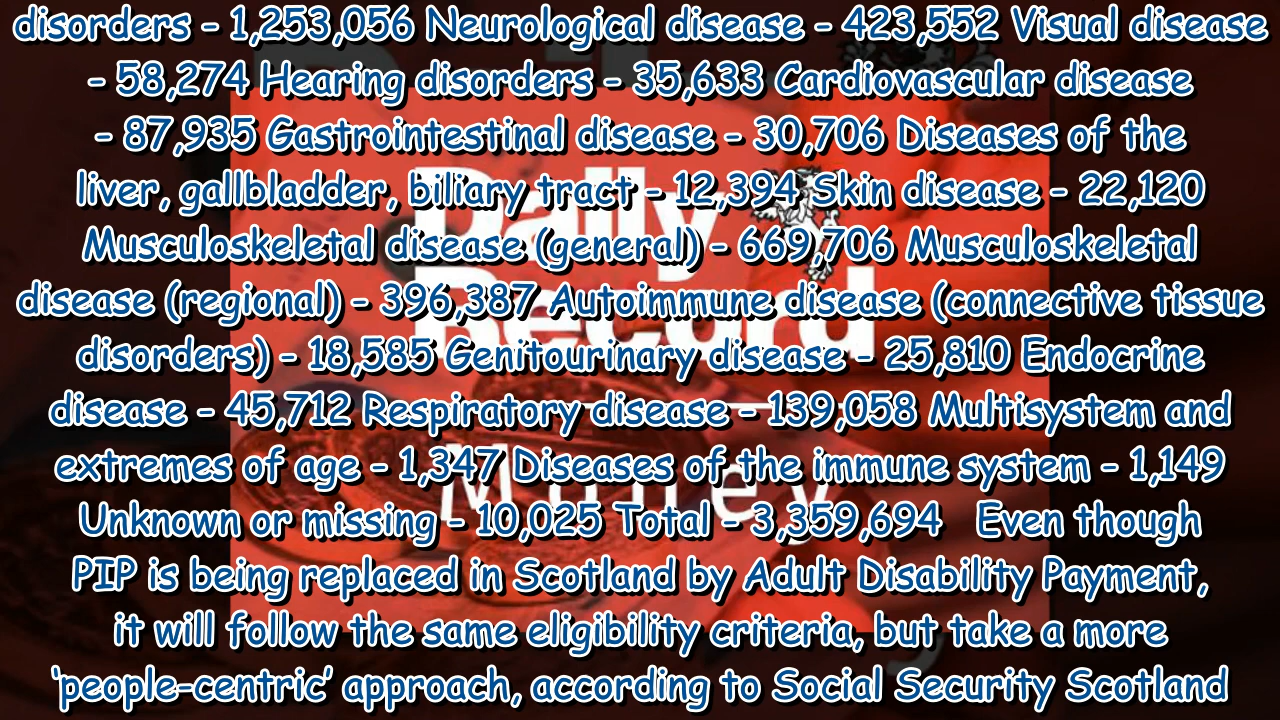 disorders – 1,253,056 Neurological disease – 423,552 Visual disease
– 58,274 Hearing disorders – 35,633 Cardiovascular disease
– 87,935 Gastrointestinal disease – 30,706 Diseases of the
liver, gallbladder, biliary tract – 12,394 Skin disease – 22,120
Musculoskeletal disease (general) – 669,706 Musculoskeletal
disease (regional) – 396,387 Autoimmune disease (connective tissue
disorders) – 18,585 Genitourinary disease – 25,810 Endocrine
disease – 45,712 Respiratory disease – 139,058 Multisystem and
extremes of age – 1,347 Diseases of the immune system – 1,149
Unknown or missing – 10,025 Total – 3,359,694 Even though
PIP is being replaced in Scotland by Adult Disability Payment,
it will follow the same eligibility criteria, but take a more
‘people-centric’ approach, according to Social Security Scotland
Daily
Record
Money